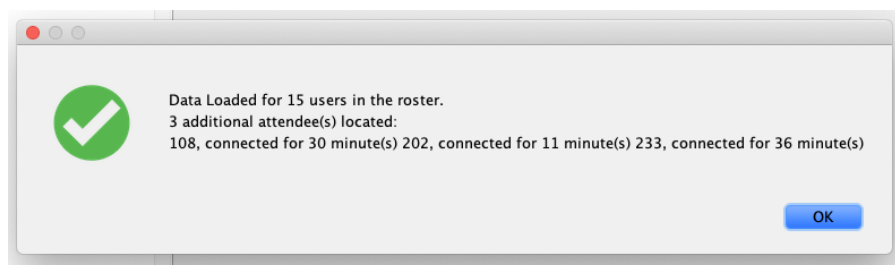 Data Loaded for 15 users in the roster.
3 additional attendee(s) located:
108, connected for 30 minute(s) 202, connected for 11 minute(s) 233, connected for 36 minute(s)
OK